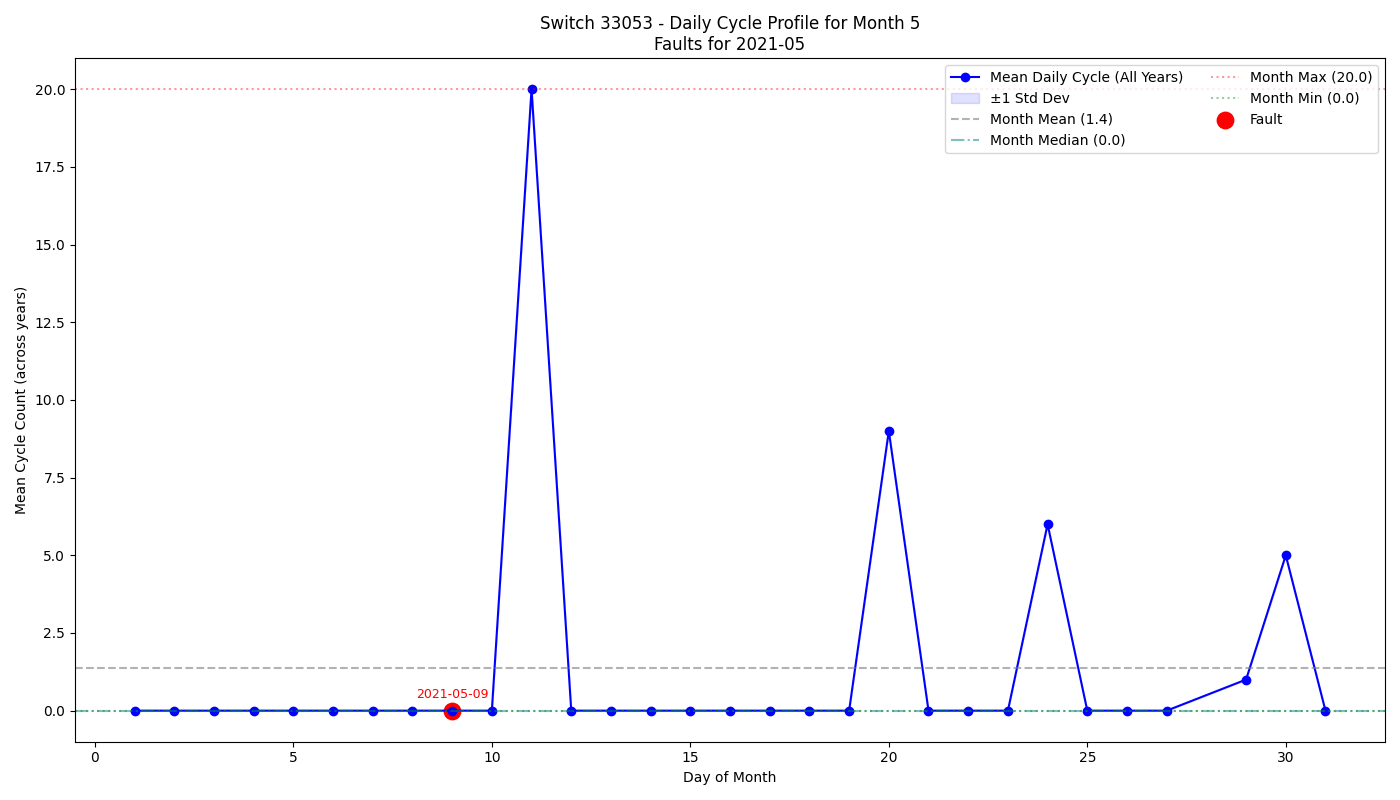 Switch 33053 - Daily Cycle Profile for Month 5
Faults for 2021-05
Mean Daily Cycle (All Years)
±1 Std Dev
Month Mean (1.4)
Month Median (0.0)
Month Max (20.0)
Month Min (0.0)
Fault
Mean Cycle Count (across years)
20.0
17.5
15.0
12.5
10.0
7.5
5.0
2.5
0.0
2021-05-09
0 5 10 15 20 25 30
Day of Month